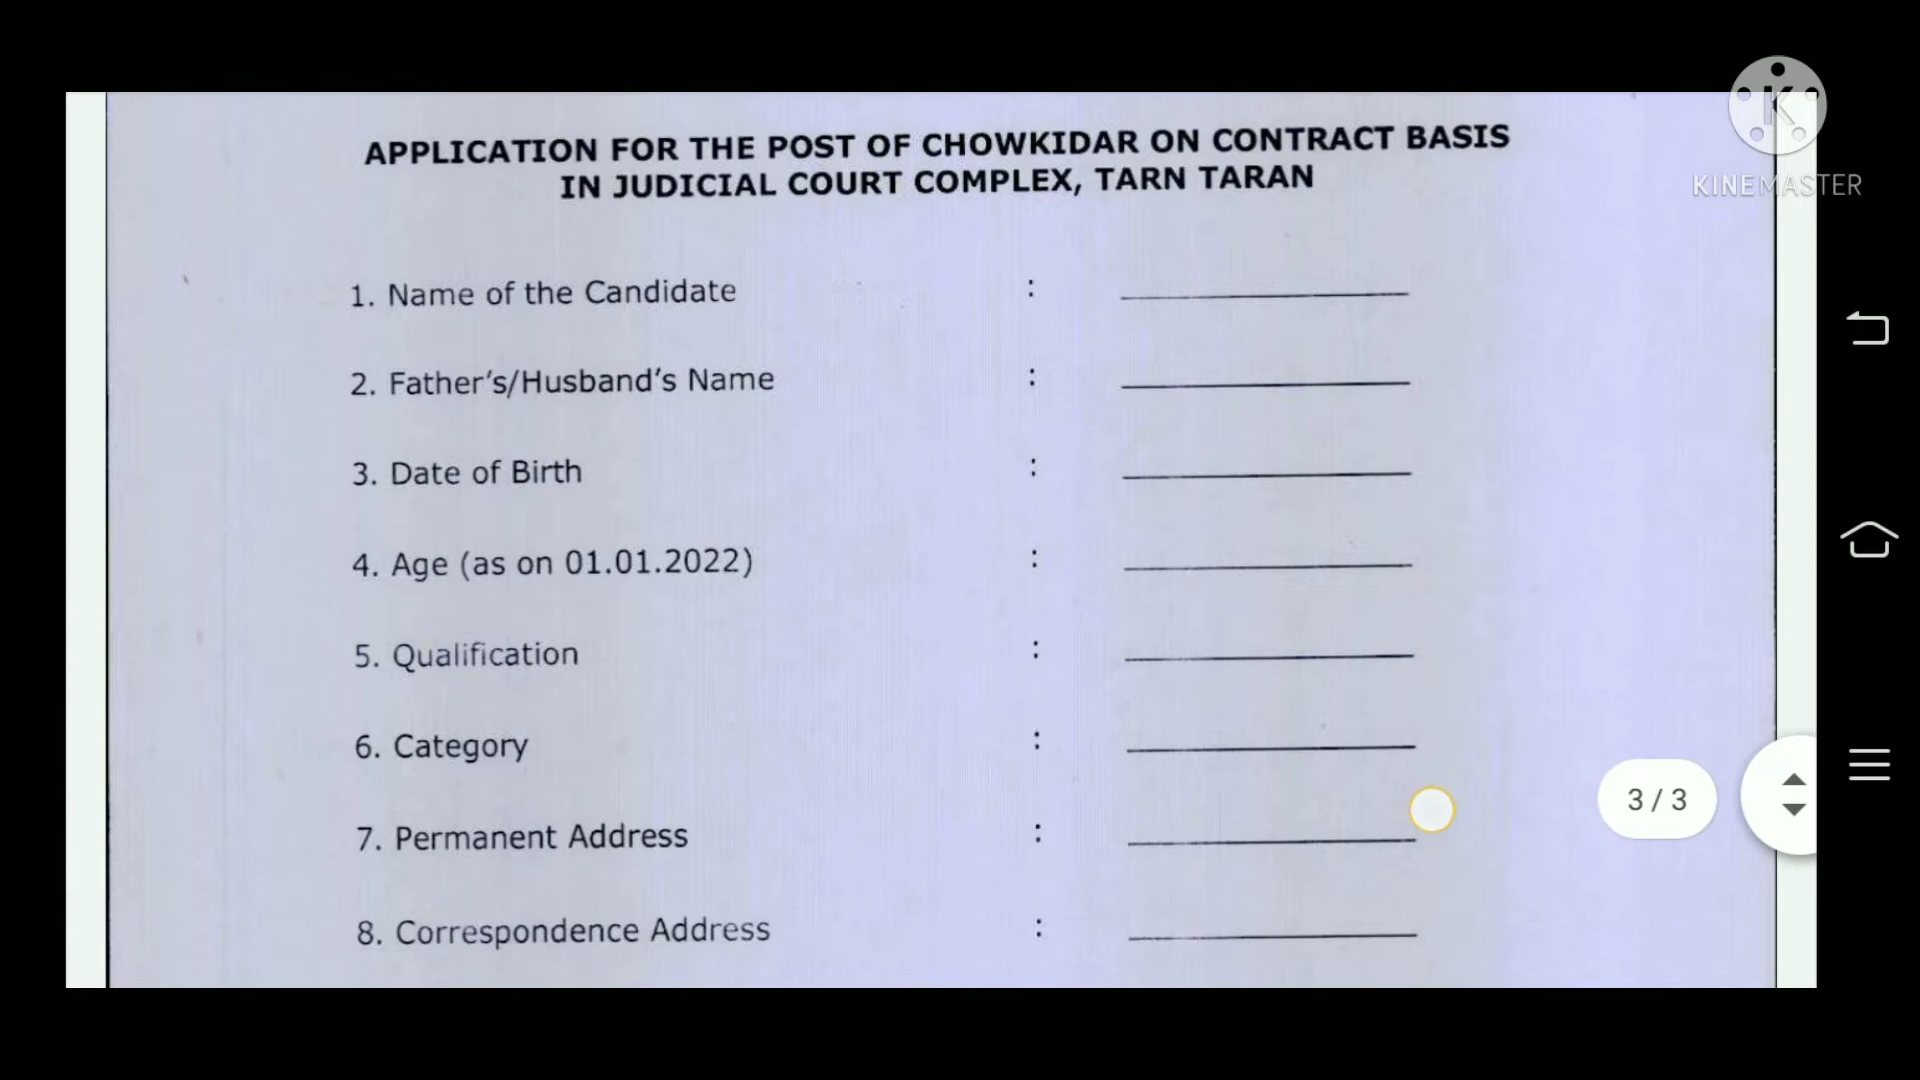 APPLICATION FOR THE POST OF CHOWKIDAR ON CONTRACT BASIS
IN JUDICIAL COURT COMPLEX, TARN TARAN
K
KINEMASTER
1. Name of the Candidate : 
2. Father's/Husband's Name :
3. Date of Birth :
4. Age (as on 01.01.2022) :
5. Qualification :
6. Category :
7. Permanent Address :
8. Correspondence Address :
3 / 3